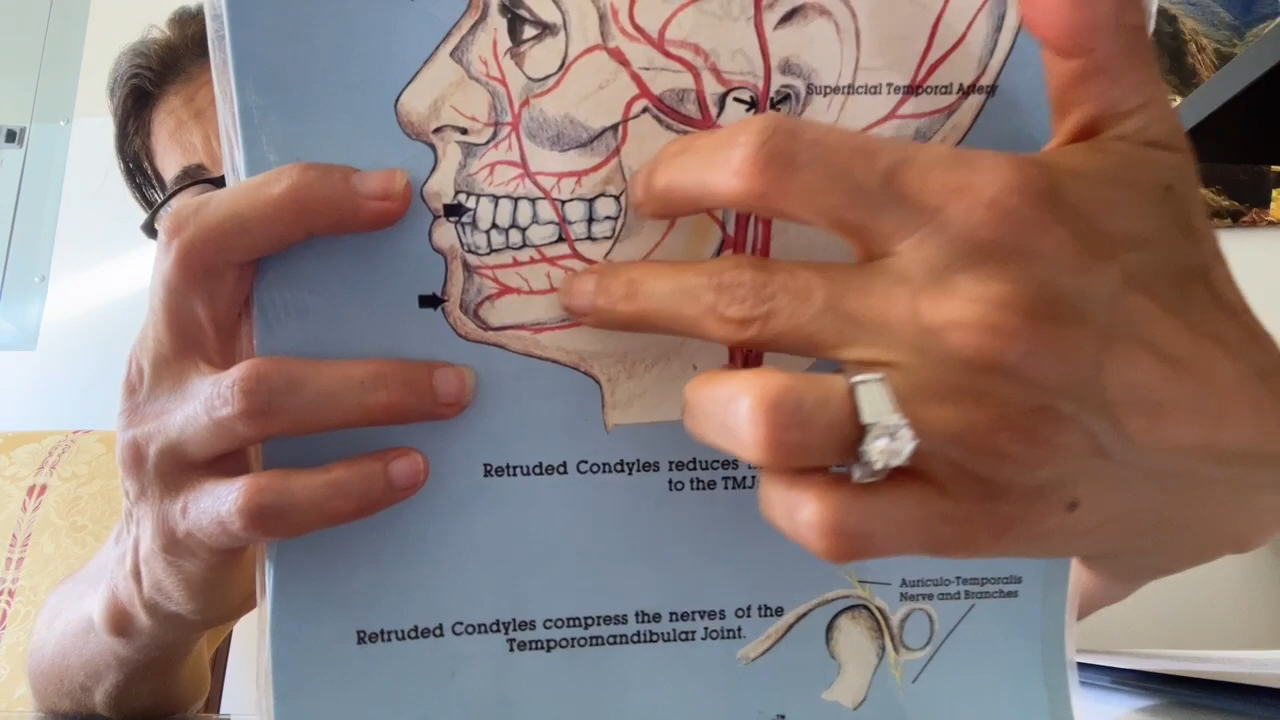 Superficial Temporal Artery
Retruded Condyles reduces
to the TMJ
Auriculo-Temporalis
Nerve and Branches
Retruded Condyles compress the nerves of the
Temporomandibular Joint.